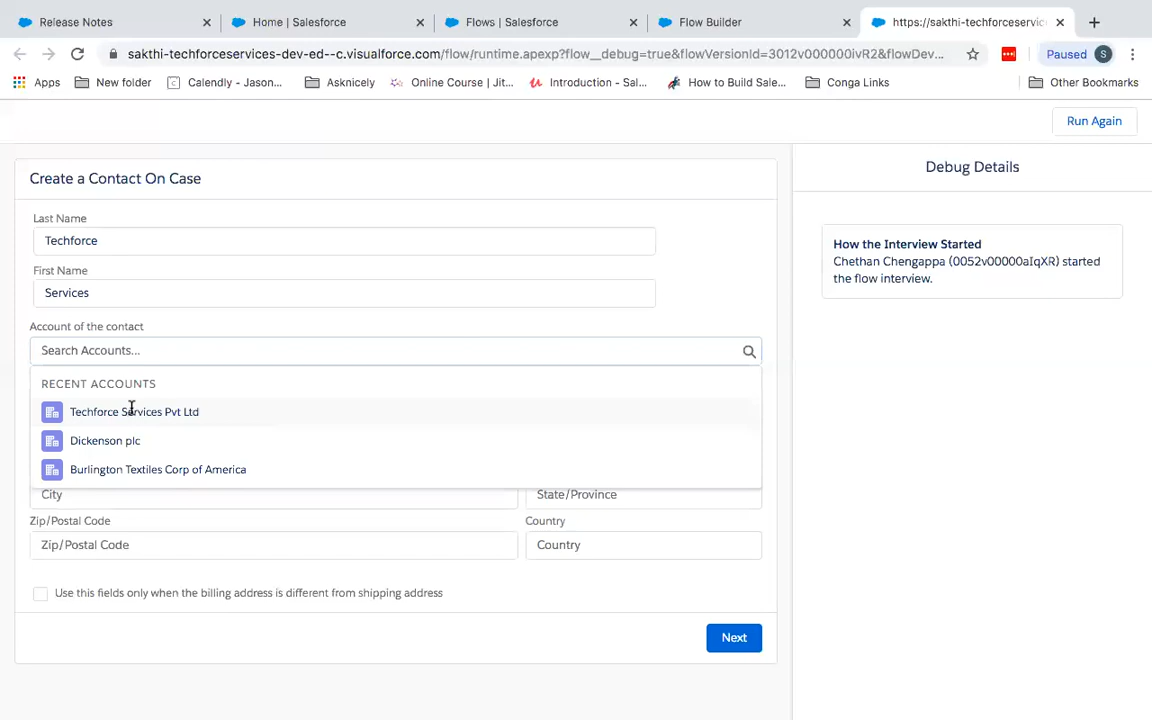 Release Notes
Home | Salesforce
Flows | Salesforce
Flow Builder
https://sakthi-techforceservic
sakthi-techforceservices-dev-ed--c.visualforce.com/flow/runtime.apexp?flow__debug=true&flowVersionId=3012v000000ivR2&flowDev...
Paused
S
Apps
New folder
Calendly - Jason...
Asknicely
Online Course | Jit...
Introduction - Sal...
How to Build Sale...
Conga Links
Other Bookmarks
Run Again
Create a Contact On Case
Last Name
Techforce
First Name
Services
Account of the contact
Search Accounts...
RECENT ACCOUNTS
Techforce Services Pvt Ltd
Dickenson plc
Burlington Textiles Corp of America
City
State/Province
Zip/Postal Code
Country
Zip/Postal Code
Country
Use this fields only when the billing address is different from shipping address
Next
Debug Details
How the Interview Started
Chethan Chengappa (0052v00000aIqXR) started
the flow interview.